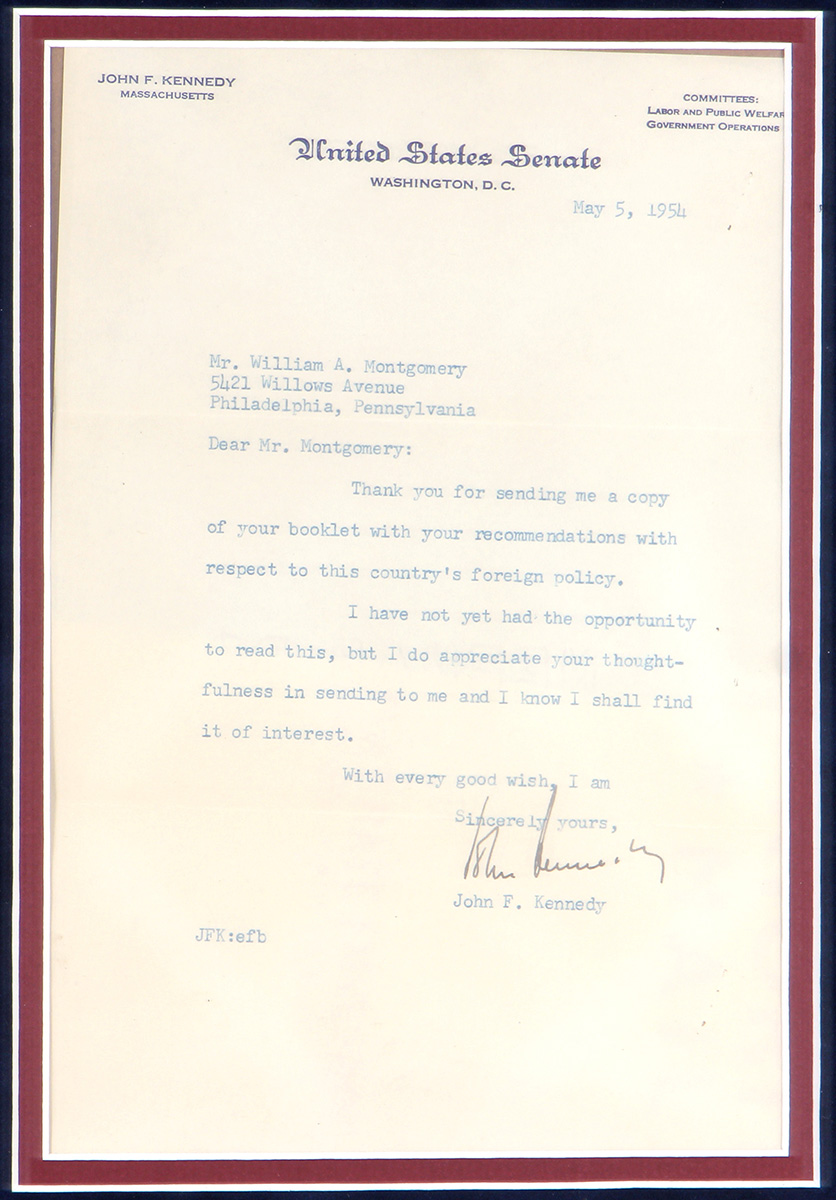 JOHN F. KENNEDY
MASSACHUSETTS
COMMITTEES:
LABOR AND PUBLIC
GOVERNMENT OPERATIONS
United States Senate
WASHINGTON, D. C.
May 5, 1954
Mr. William A. Montgomery
5421 Willows Avenue
Philadelphia, Pennsylvania
Dear Mr. Montgomery:
Thank you for sending me a copy
of your booklet with your recommendations with
respect to this country's foreign policy.
I have not yet had the opportunity
to read this, but I do appreciate your thought-
fulness in sending to me and I know I shall find
it of interest.
With every good wish, I am
Sincerely yours,
John Kennedy
John F. Kennedy
JFK:efb